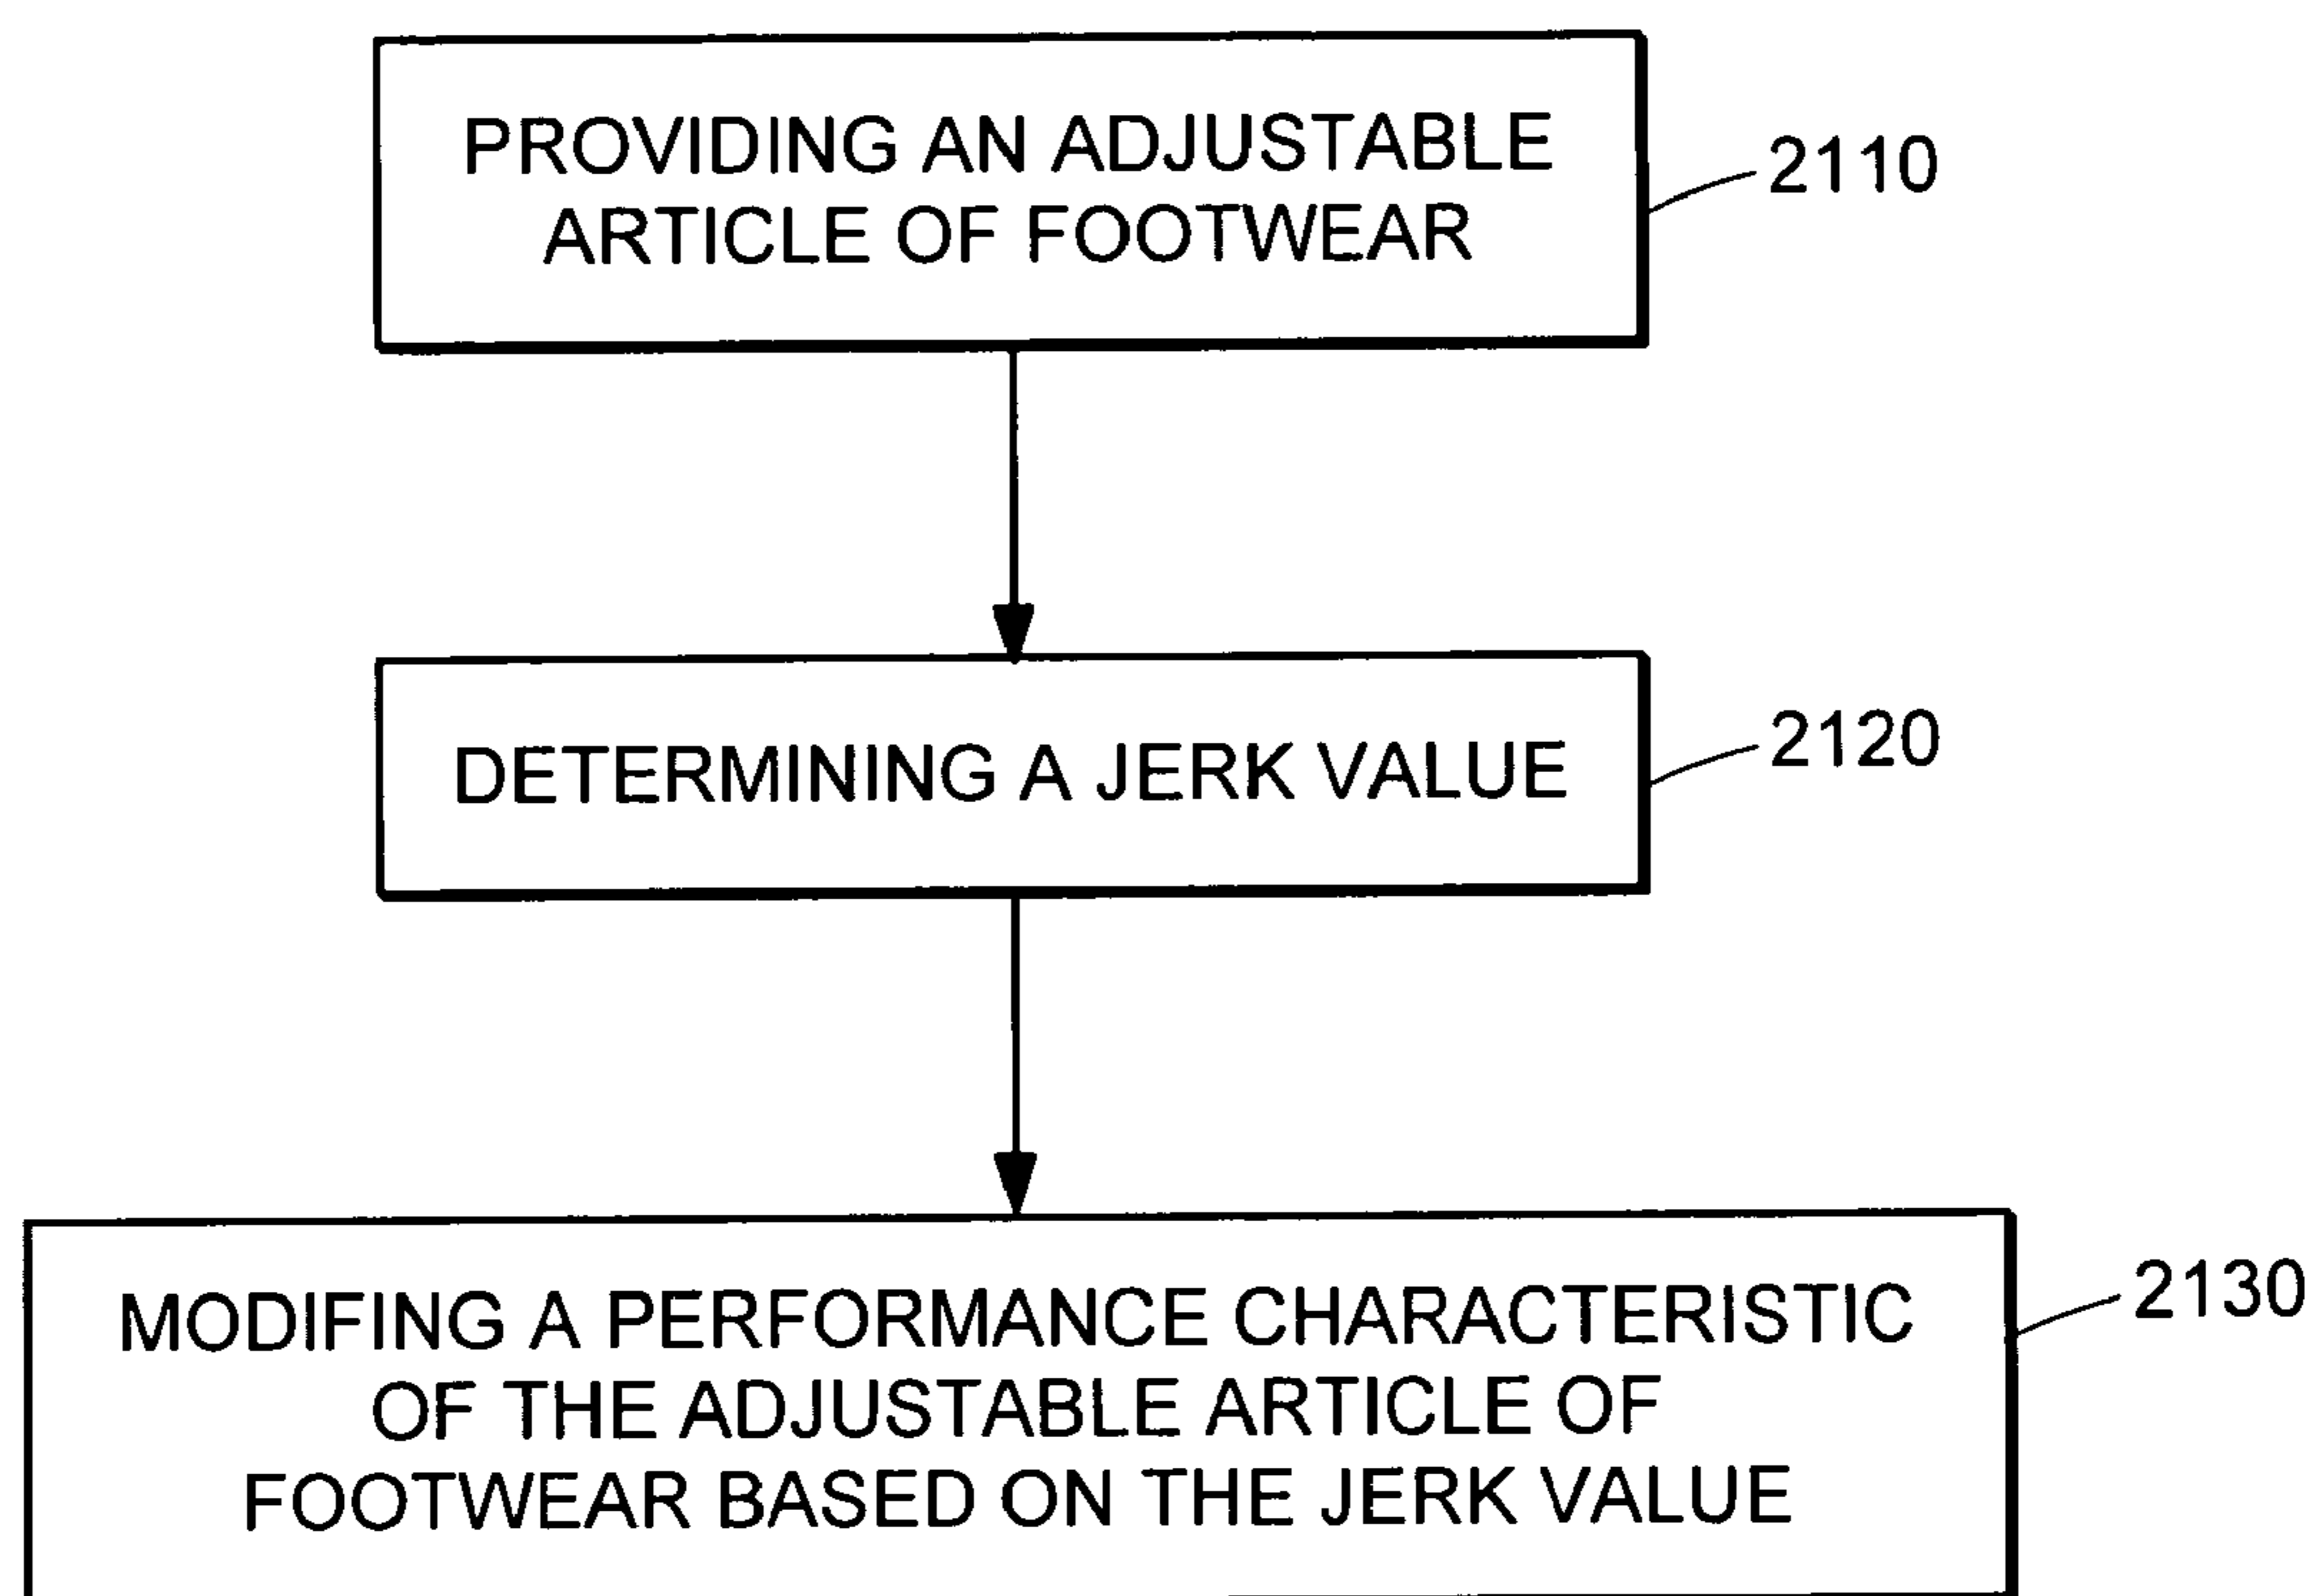 PROVIDING AN ADJUSTABLE
ARTICLE OF FOOTWEAR
2110
DETERMINING A JERK VALUE
2120
MODIFING A PERFORMANCE CHARACTERISTIC
OF THE ADJUSTABLE ARTICLE OF
FOOTWEAR BASED ON THE JERK VALUE
2130